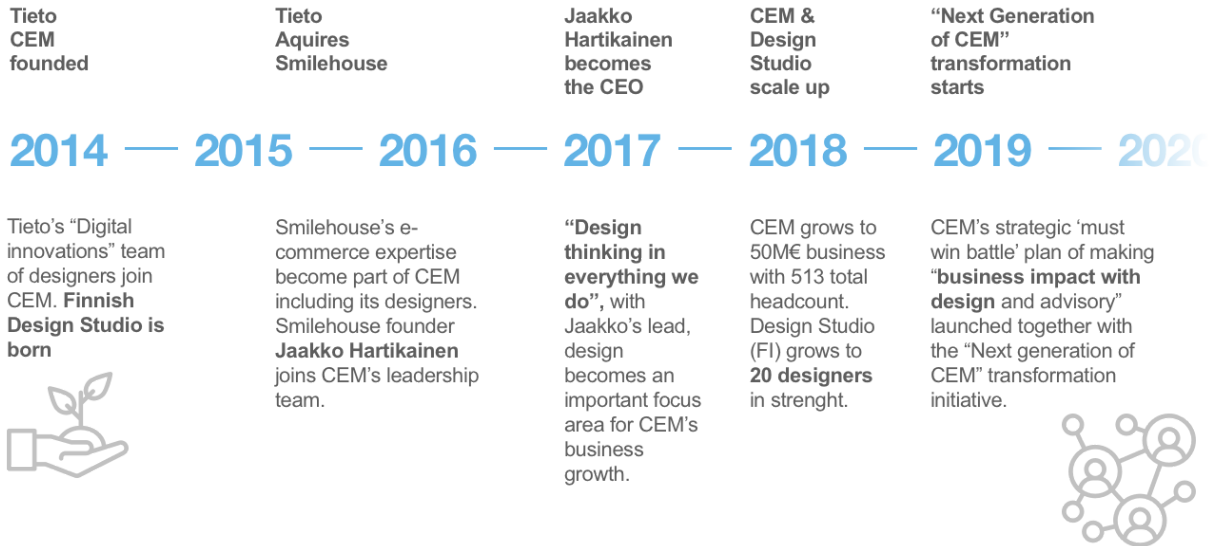 Tieto
CEM
founded
Tieto
Aquires
Smilehouse
Jaakko
Hartikainen
becomes
the CEO
CEM &
Design
Studio
scale up
“Next Generation
of CEM”
transformation
starts
2014 2015 2016 2017 2018 2019 2020
Tieto’s “Digital
innovations” team
of designers join
CEM. Finnish
Design Studio is
born
Smilehouse’s e-
commerce expertise
become part of CEM
including its designers.
Smilehouse founder
Jaakko Hartikainen
joins CEM’s leadership
team.
“Design
thinking in
everything we
do”, with
Jaakko’s lead,
design
becomes an
important focus
area for CEM’s
business
growth.
CEM grows to
50M€ business
with 513 total
headcount.
Design Studio
(FI) grows to
20 designers
in strenght.
CEM’s strategic ‘must
win battle’ plan of making
“business impact with
design and advisory”
launched together with
the “Next generation of
CEM” transformation
initiative.